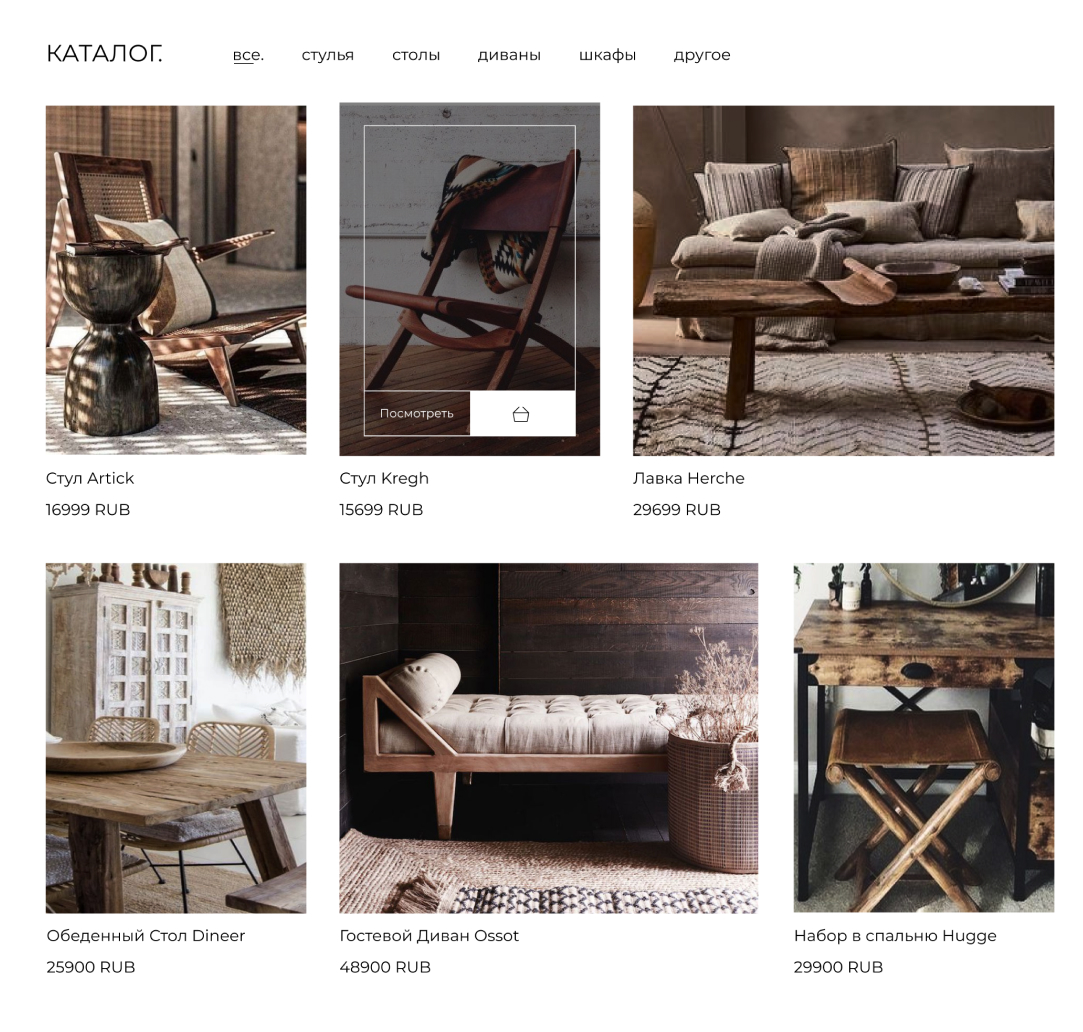 КАТАЛОГ.
все. стулья столы диваны шкафы другое
Посмотреть
Стул Artick
16999 RUB
Стул Kregh
15699 RUB
Лавка Herche
29699 RUB
Обеденный Стол Dineer
25900 RUB
Гостевой Диван Ossot
48900 RUB
Набор в спальню Hugge
29900 RUB